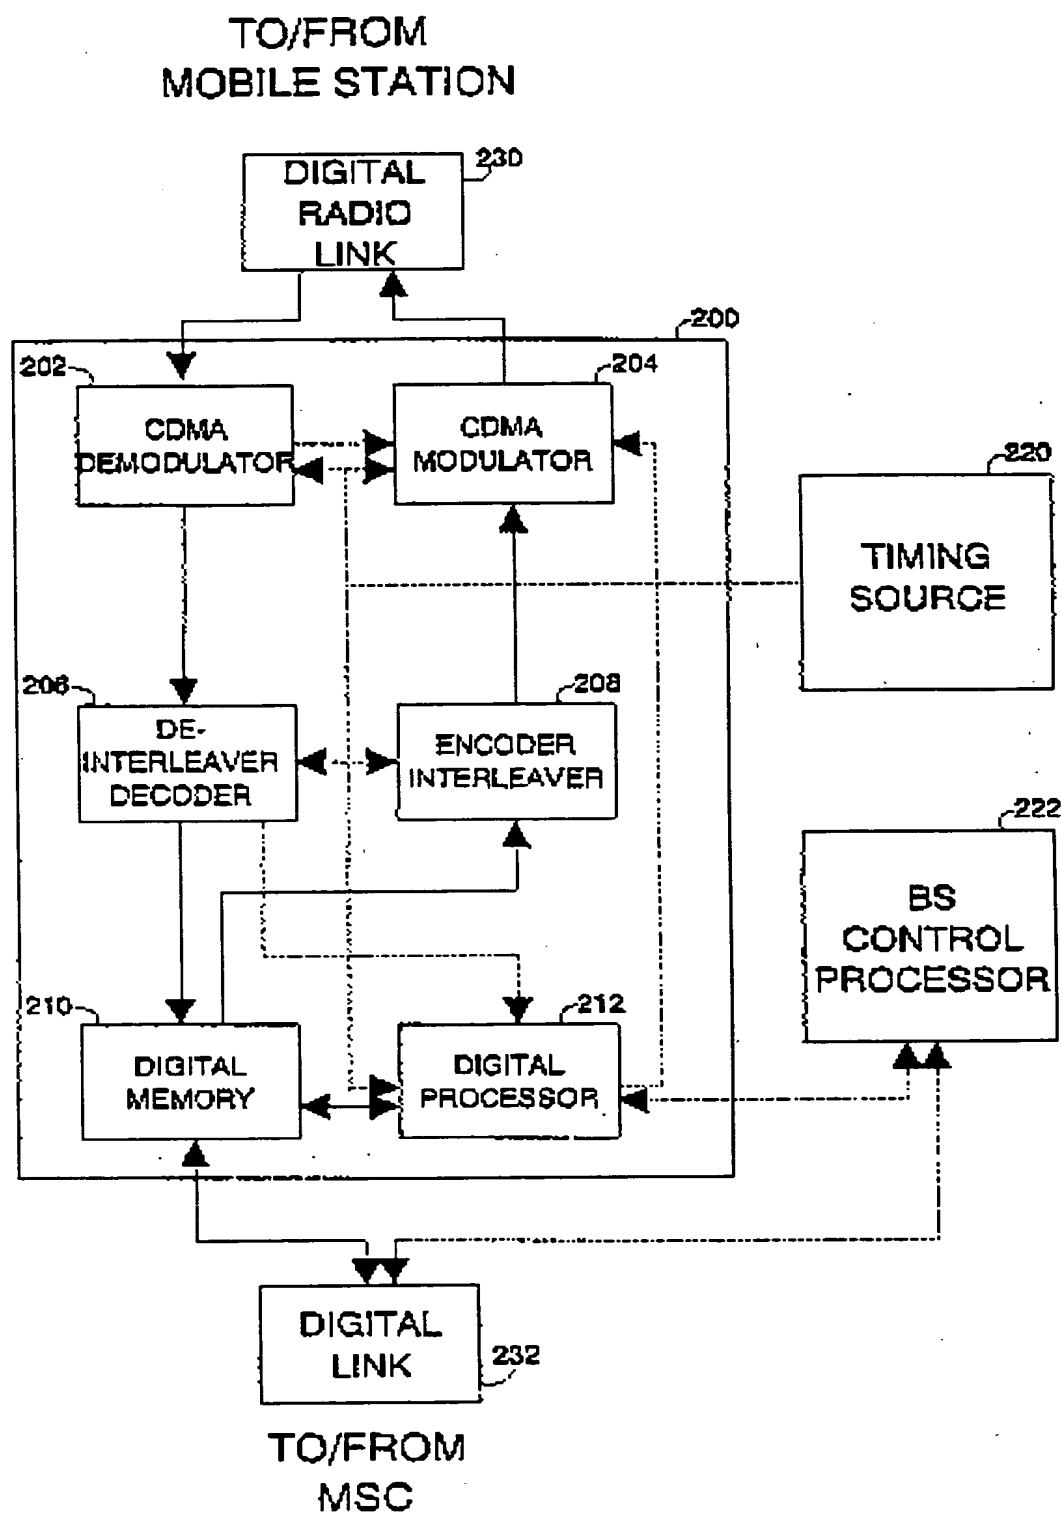 TO/FROM
MOBILE STATION
230
DIGITAL
RADIO
LINK
200
202
204
CDMA
DEMODULATOR
CDMA
MODULATOR
220
TIMING
SOURCE
206
208
DE-
INTERLEAVER
DECODER
ENCODER
INTERLEAVER
222
BS
CONTROL
PROCESSOR
210
212
DIGITAL
MEMORY
DIGITAL
PROCESSOR
DIGITAL
LINK
232
TO/FROM
MSC